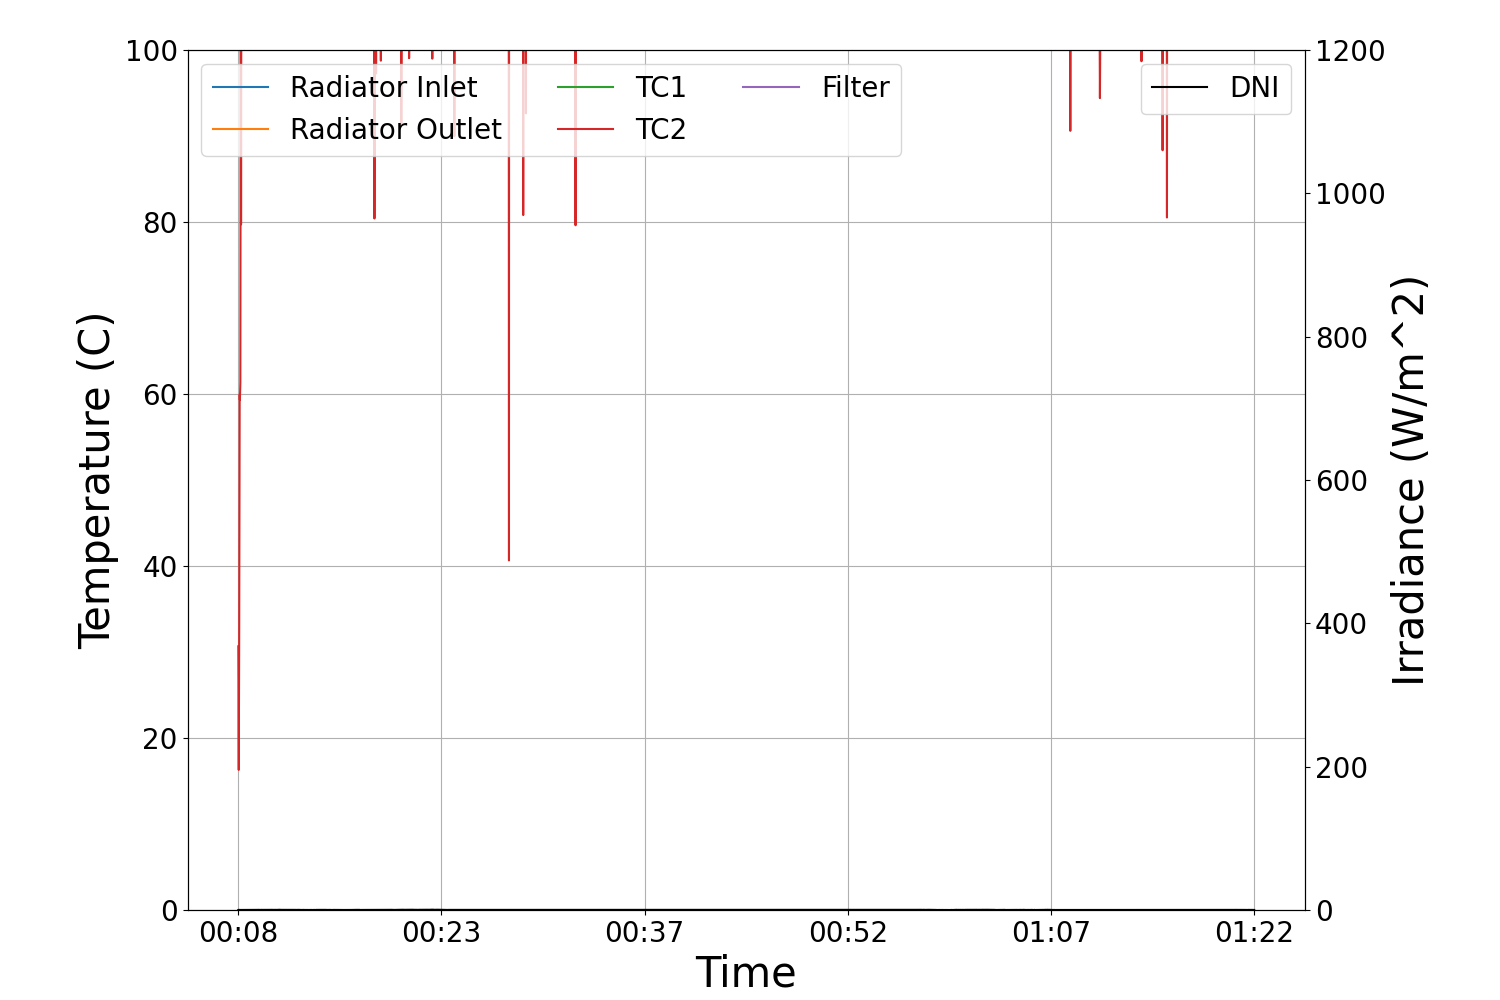 100
80
60
40
20
0
Temperature (C)
Radiator Inlet
Radiator Outlet
TC1
TC2
Filter
DNI
1200
1000
800
600
400
200
0
Irradiance (W/m^2)
00:08 00:23 00:37 00:52 01:07 01:22
Time